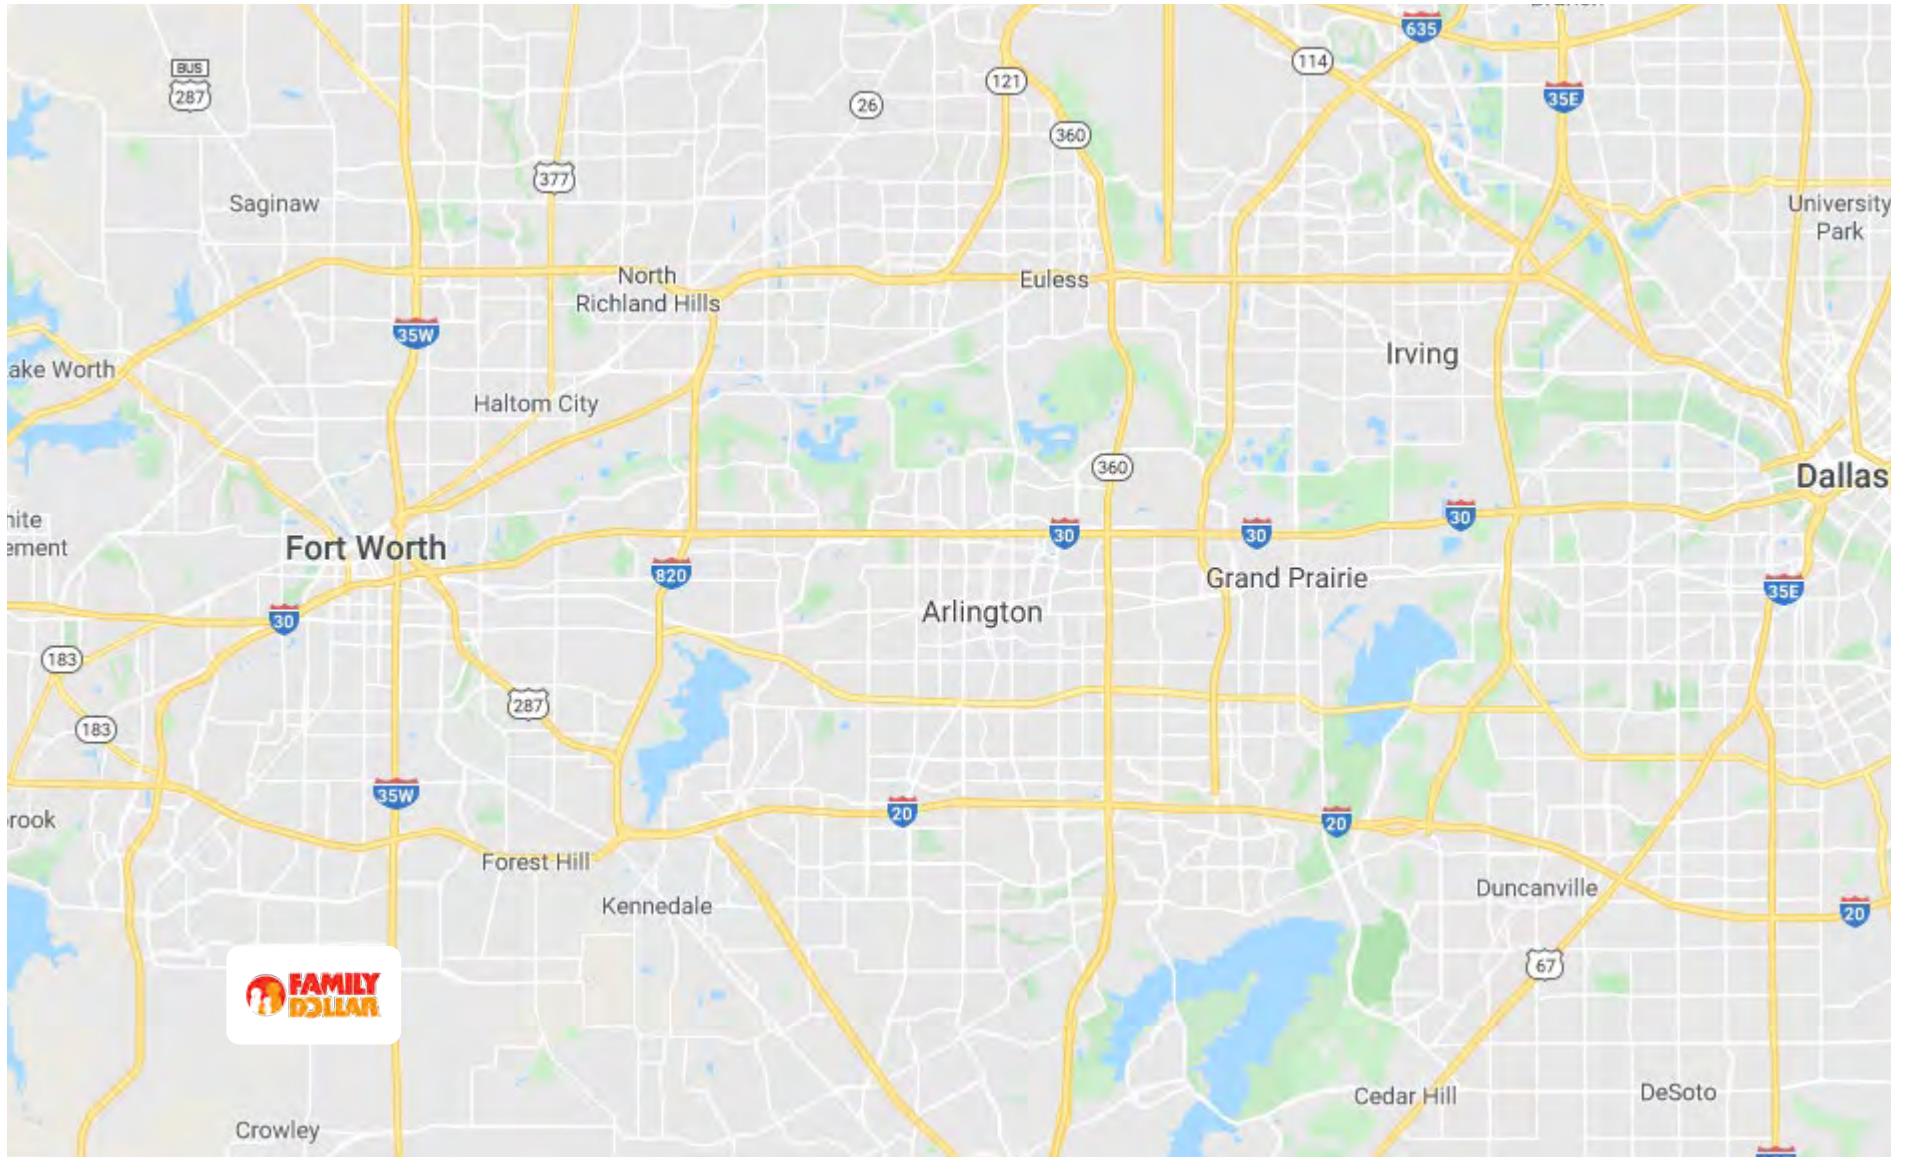 635
114
121
BUS
287
35E
26
360
377
Saginaw
University
Park
North
Richland Hills
Euless
35W
Irving
ake Worth
Haltom City
360
Dallas
30
30
30
Fort Worth
820
Grand Prairie
35E
Arlington
30
183
287
183
35W
20
20
rook
Forest Hill
Duncanville
Kennedale
20
67
FAMILY
DOLLAR
Cedar Hill
DeSoto
Crowley